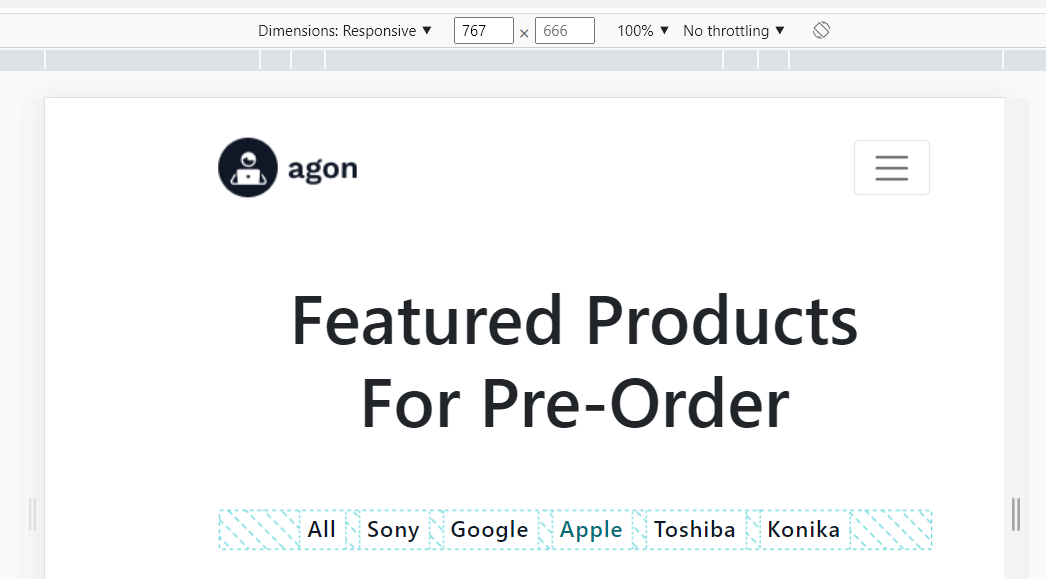 Dimensions: Responsive ▼ 767 × 666 100% ▼ No throttling ▼
agon
Featured Products
For Pre-Order
All Sony Google Apple Toshiba Konika